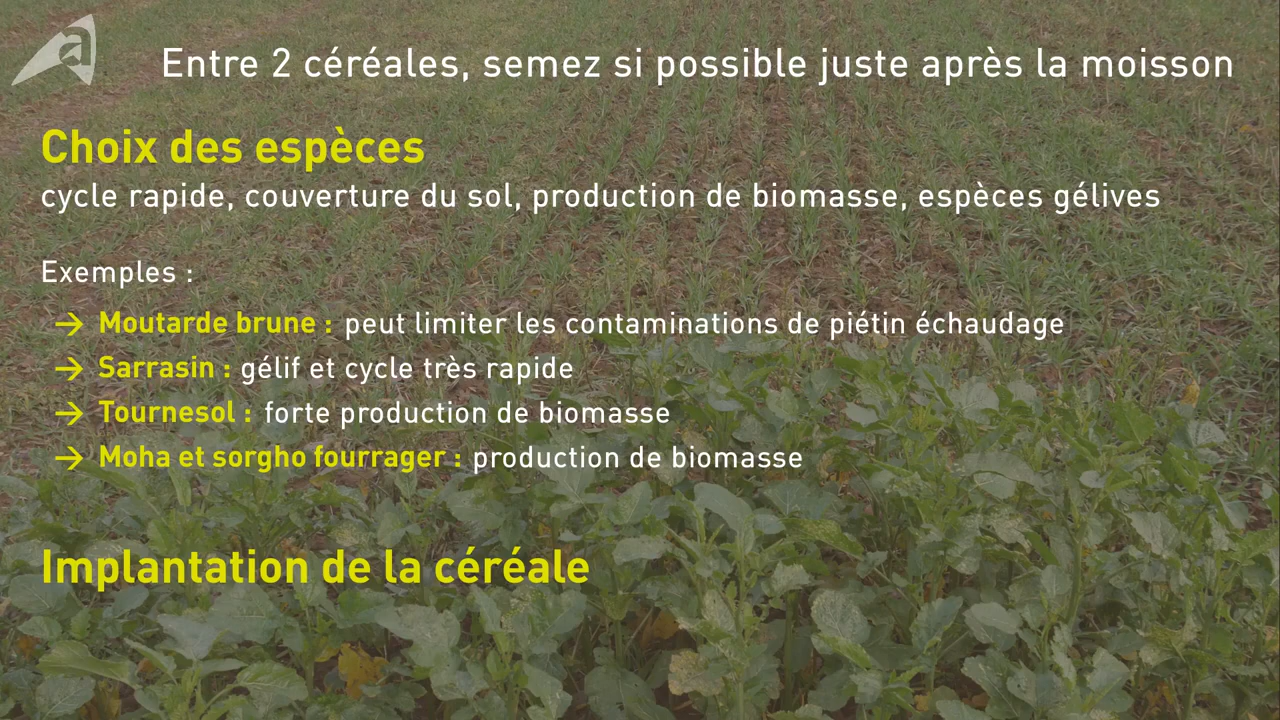 Entre 2 céréales, semez si possible juste après la moisson
Choix des espèces
cycle rapide, couverture du sol, production de biomasse, espèces gélives
Exemples :
→ Moutarde brune : peut limiter les contaminations de piétin échaudage
→ Sarrasin : gélif et cycle très rapide
→ Tournesol : forte production de biomasse
→ Moha et sorgho fourrager : production de biomasse
Implantation de la céréale